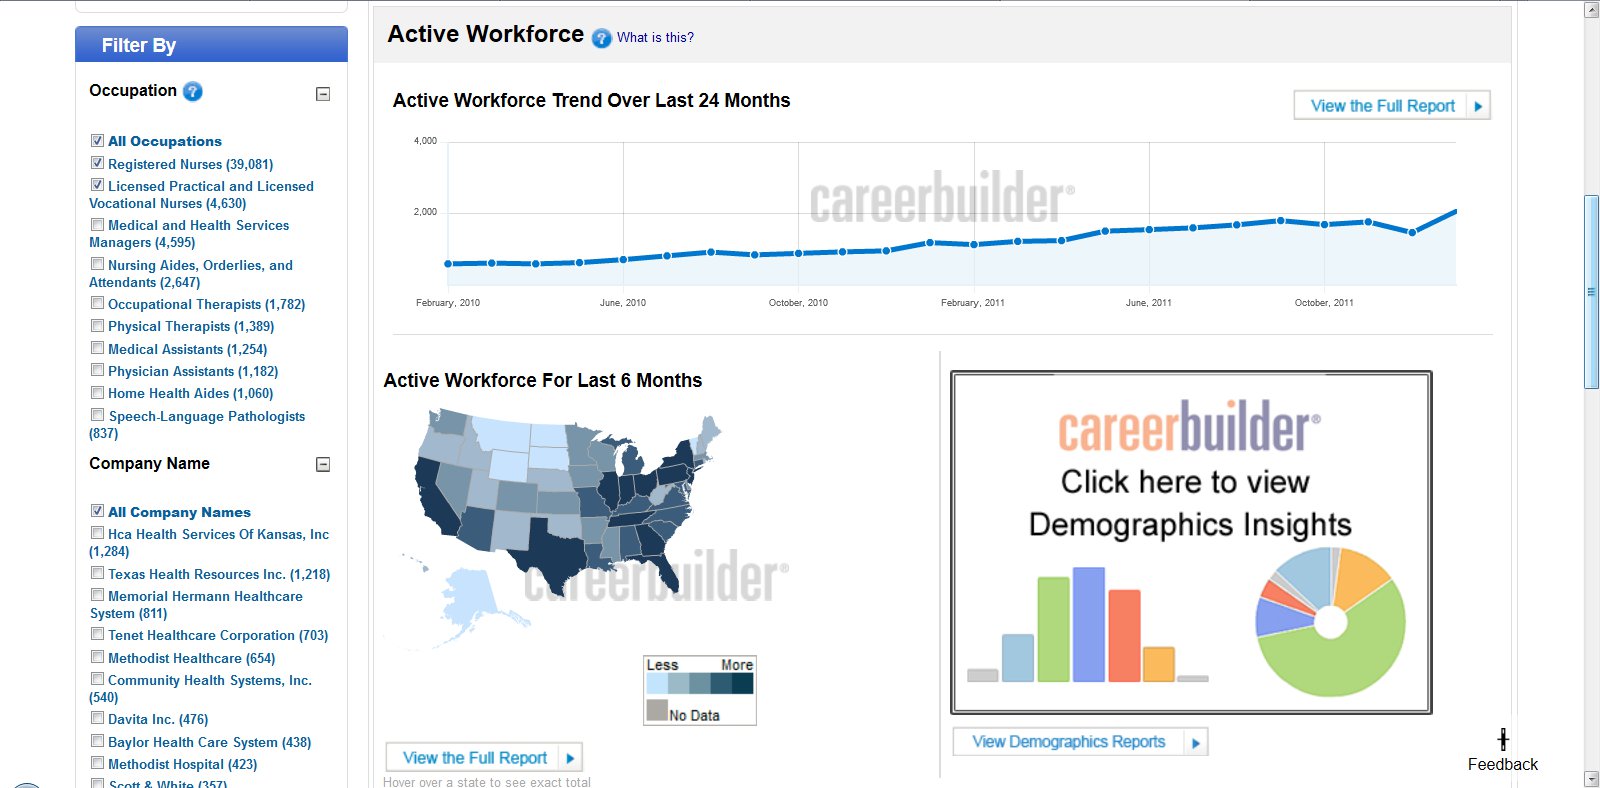 Filter By
Occupation ?
All Occupations
Registered Nurses (39,081)
Licensed Practical and Licensed
Vocational Nurses (4,630)
Medical and Health Services
Managers (4,595)
Nursing Aides, Orderlies, and
Attendants (2,647)
Occupational Therapists (1,782)
Physical Therapists (1,389)
Medical Assistants (1,254)
Physician Assistants (1,182)
Home Health Aides (1,060)
Speech-Language Pathologists
(837)
Company Name
All Company Names
Hca Health Services Of Kansas, Inc
(1,284)
Texas Health Resources Inc. (1,218)
Memorial Hermann Healthcare
System (811)
Tenet Healthcare Corporation (703)
Methodist Healthcare (654)
Community Health Systems, Inc.
(540)
Davita Inc. (476)
Baylor Health Care System (438)
Methodist Hospital (423)
Scott & White (357)
Active Workforce ? What is this?
Active Workforce Trend Over Last 24 Months
View the Full Report
4,000
2,000
careerbuilder®
February, 2010
June, 2010
October, 2010
February, 2011
June, 2011
October, 2011
Active Workforce For Last 6 Months
careerbuilder®
Less More
No Data
View the Full Report
Hover over a state to see exact total
careerbuilder®
Click here to view
Demographics Insights
View Demographics Reports
Feedback